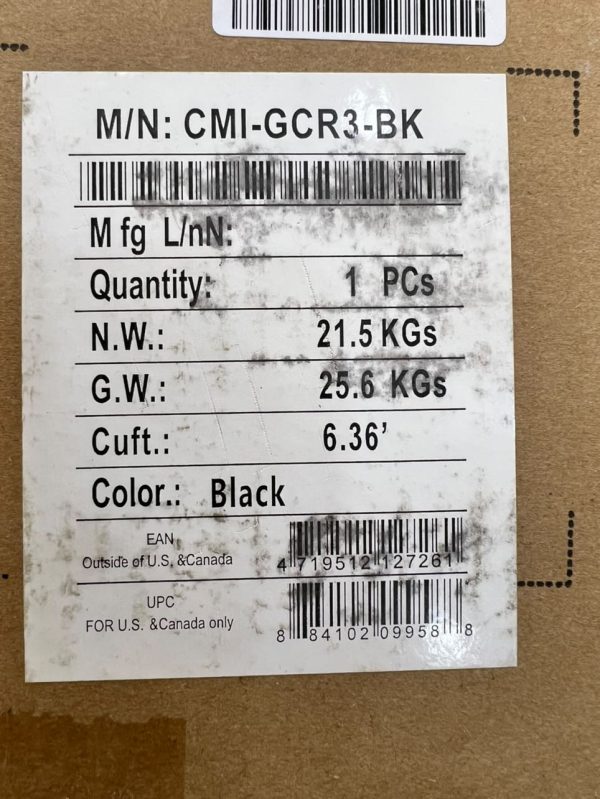 M/N: CMI-GCR3-BK
Mfg L/nN:
Quantity: 1 PCs
N.W.: 21.5 KGs
G.W.: 25.6 KGs
Cuft.: 6.36’
Color.: Black
EAN
Outside of U.S, &Canada
4 719512 127261
UPC
FOR U.S. &Canada only
8 84102 09958 8